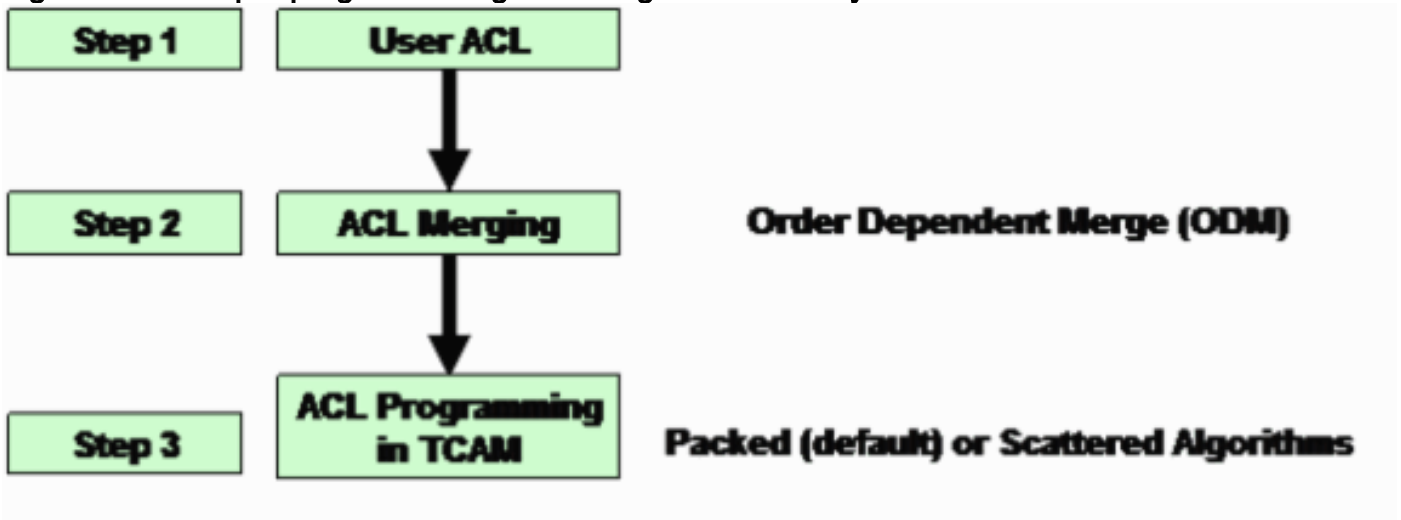 Step 1
User ACL
Step 2
ACL Merging
Order Dependent Merge (ODM)
Step 3
ACL Programming
in TCAM
Packed (default) or Scattered Algorithms